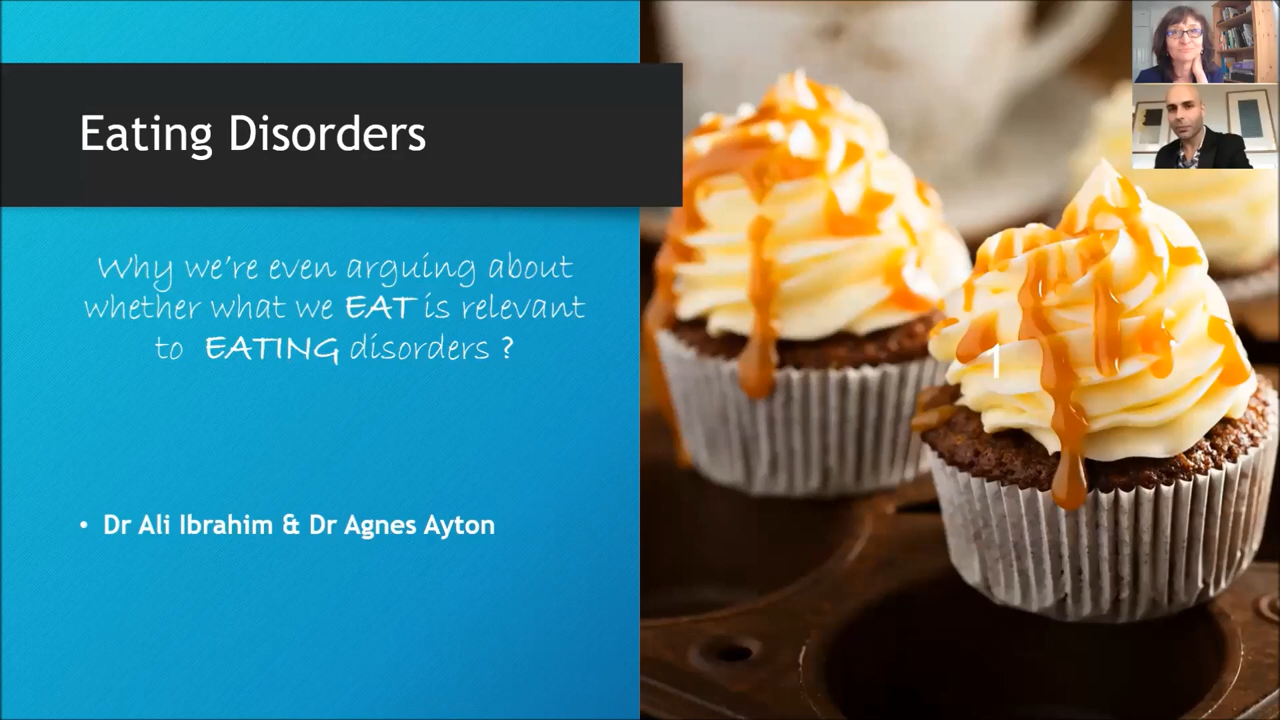 Eating Disorders
Why we're even arguing about
whether what we EAT is relevant
to EATING disorders ?
1
• Dr Ali Ibrahim & Dr Agnes Ayton